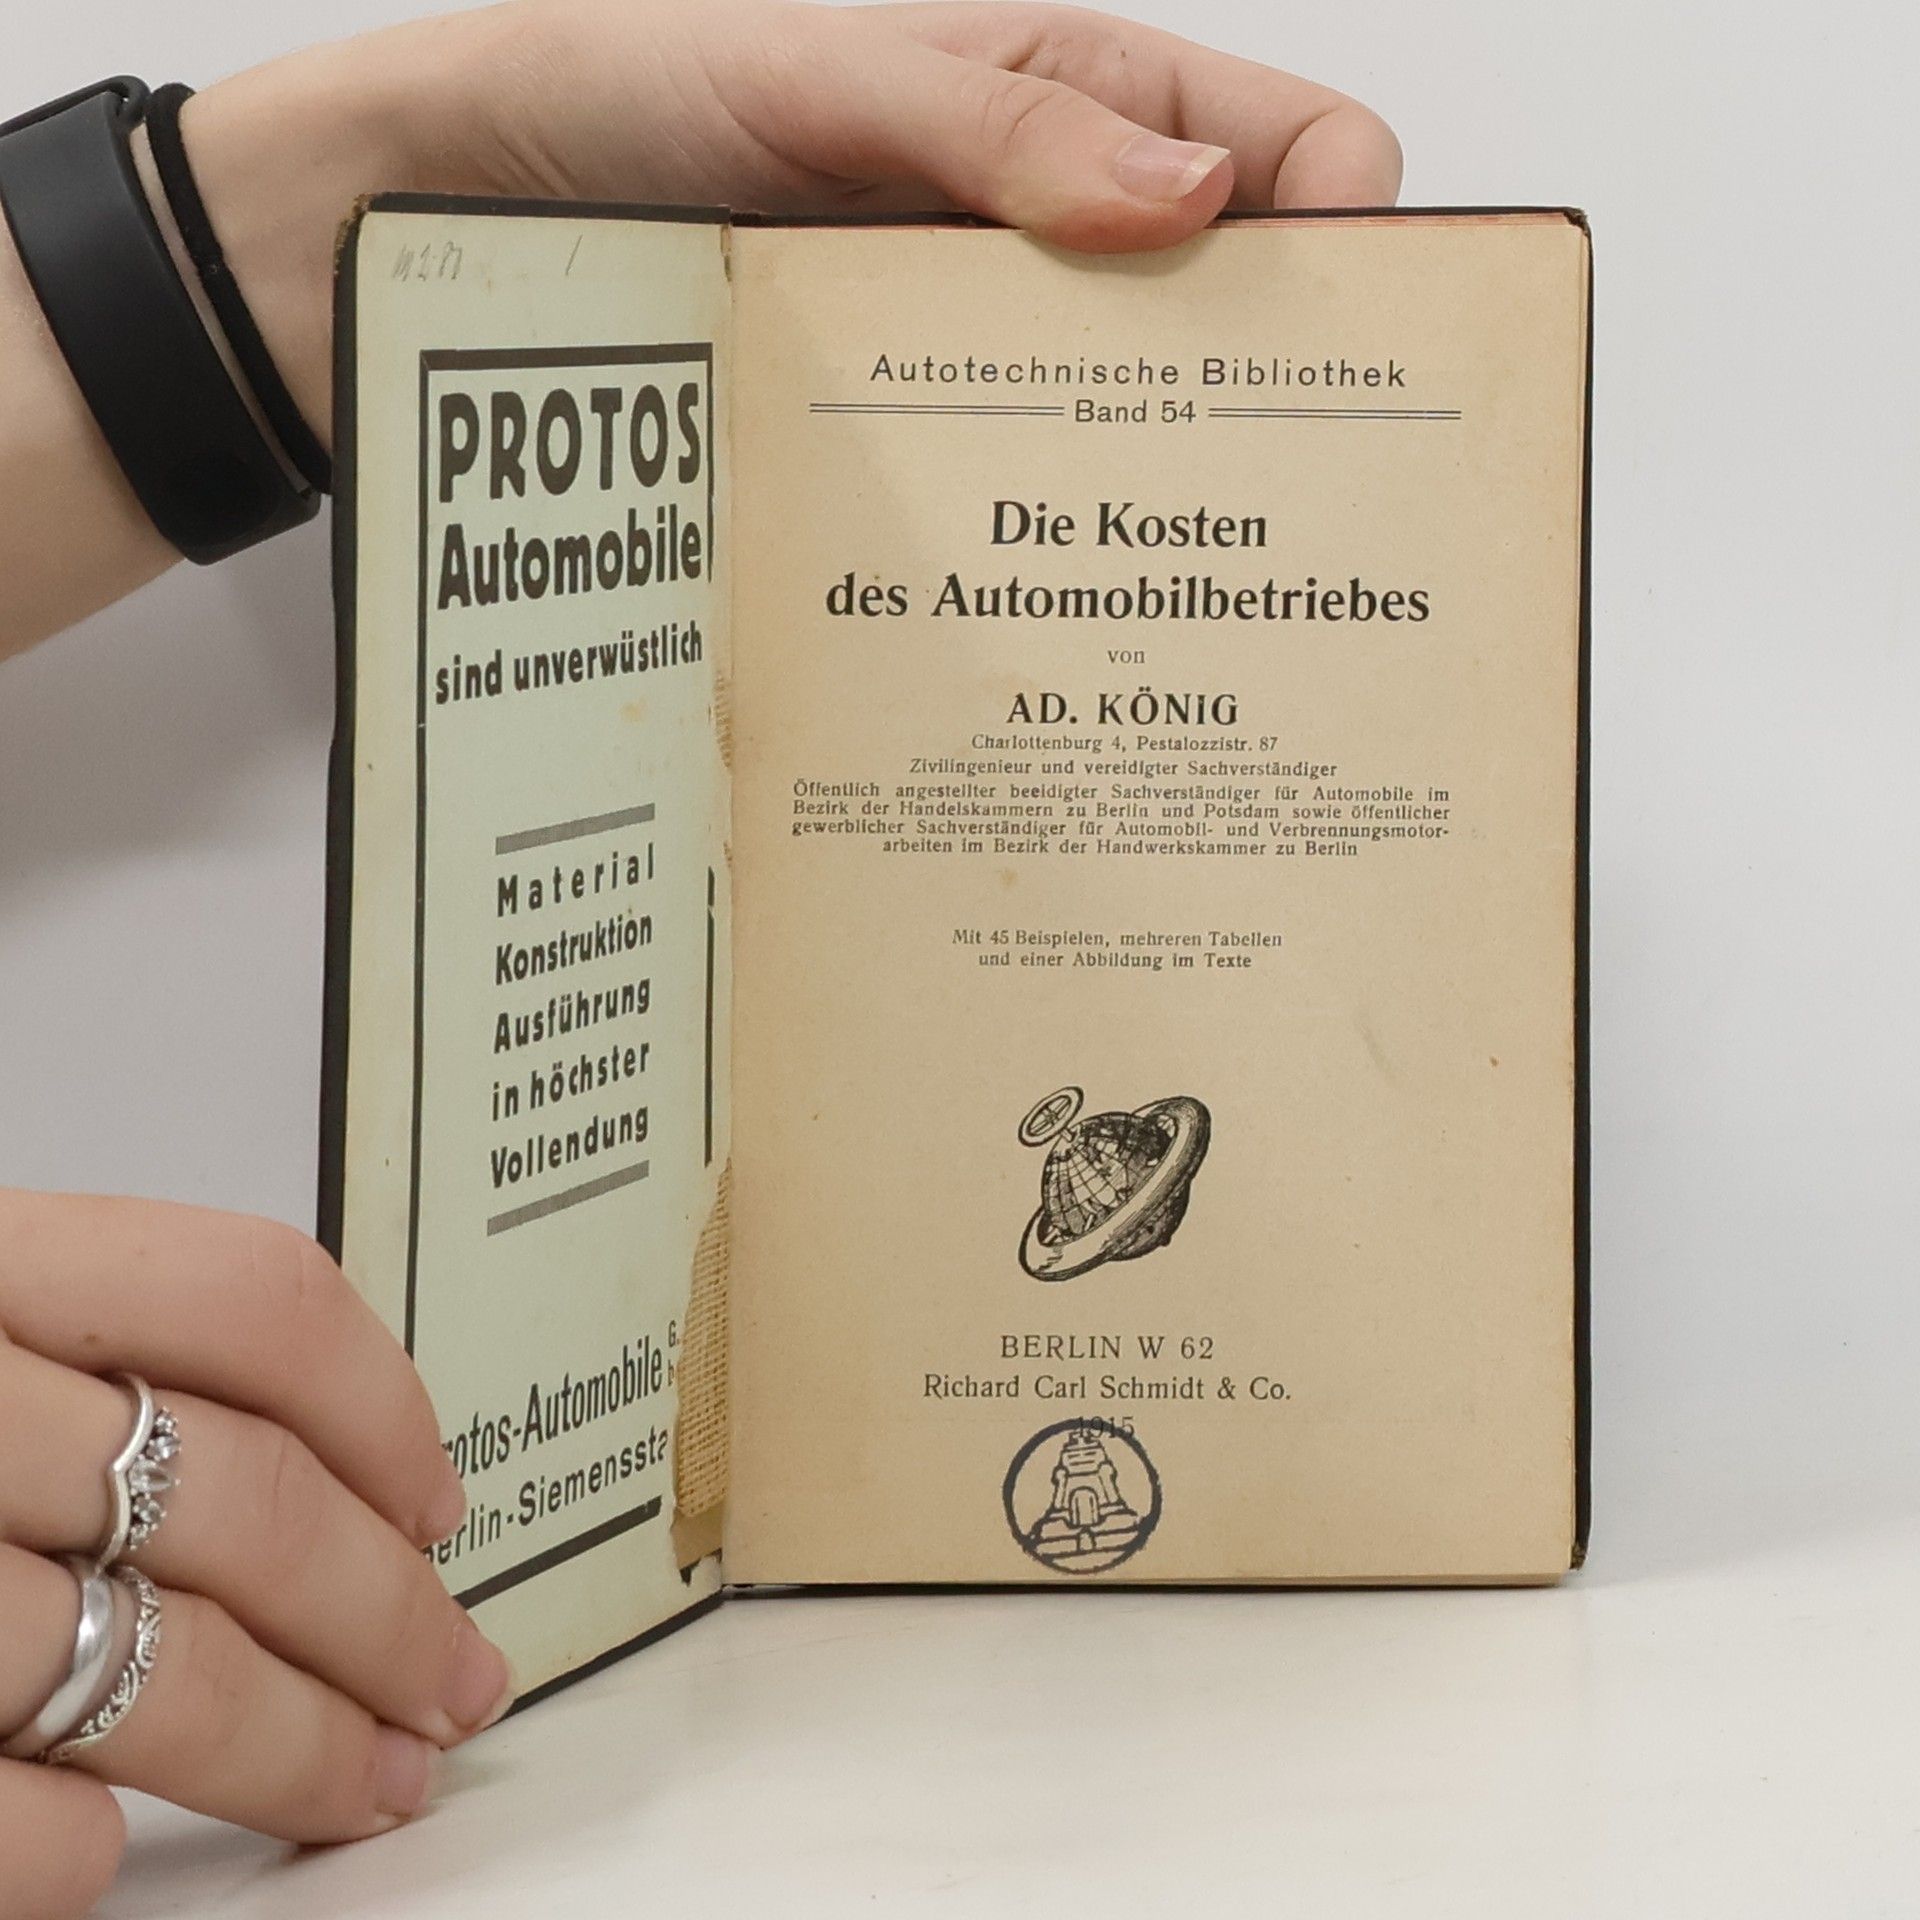 PROTOS
Automobile
sind unverwüstlich
Material
Konstruktion
Ausführung
in höchster
Vollendung
rotos-Automobile G.
erlin-Siemenssta
Autotechnische Bibliothek
Band 54
Die Kosten
des Automobilbetriebes
von
AD. KÖNIG
Charlottenburg 4, Pestalozzistr. 87
Zivilingenieur und vereidigter Sachverständiger
Öffentlich angestellter beeidigter Sachverständiger für Automobile im
Bezirk der Handelskammern zu Berlin und Potsdam sowie öffentlicher
gewerblicher Sachverständiger für Automobil- und Verbrennungsmotor-
arbeiten im Bezirk der Handwerkskammer zu Berlin
Mit 45 Beispielen, mehreren Tabellen
und einer Abbildung im Texte
BERLIN W 62
Richard Carl Schmidt & Co.
1915